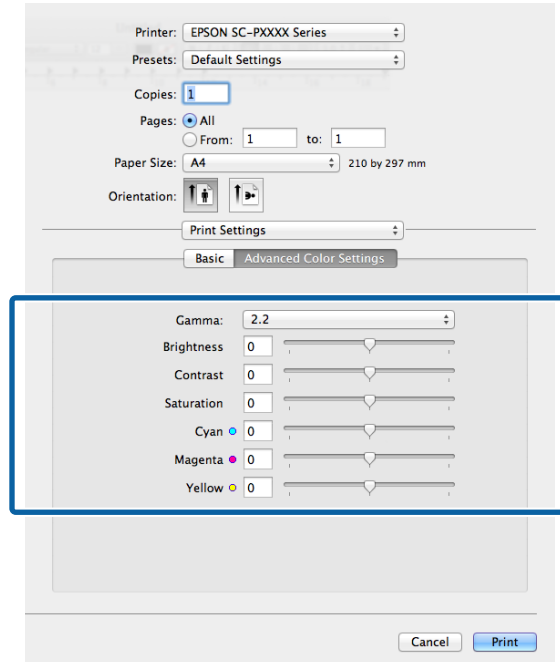 Printer: EPSON SC-PXXXX Series
Presets: Default Settings
Copies: 1
Pages: All
From: 1 to: 1
Paper Size: A4 210 by 297 mm
Orientation:
Print Settings
Basic Advanced Color Settings
Gamma: 2.2
Brightness 0
Contrast 0
Saturation 0
Cyan 0
Magenta 0
Yellow 0
Cancel Print